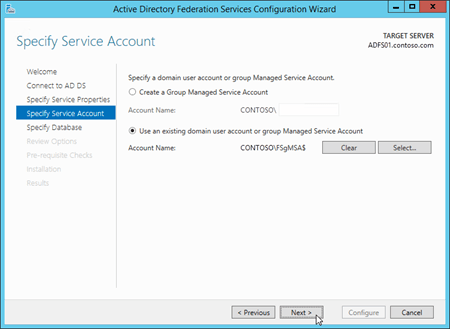 Active Directory Federation Services Configuration Wizard
Specify Service Account
TARGET SERVER
ADFS01.contoso.com
Welcome
Connect to AD DS
Specify Service Properties
Specify Service Account
Specify Database
Review Options
Pre-requisite Checks
Installation
Results
Specify a domain user account or group Managed Service Account.
Create a Group Managed Service Account
Account Name: CONTOSO\
Use an existing domain user account or group Managed Service Account
Account Name: CONTOSO\FSgMSA$ Clear Select...
< Previous Next > Configure Cancel